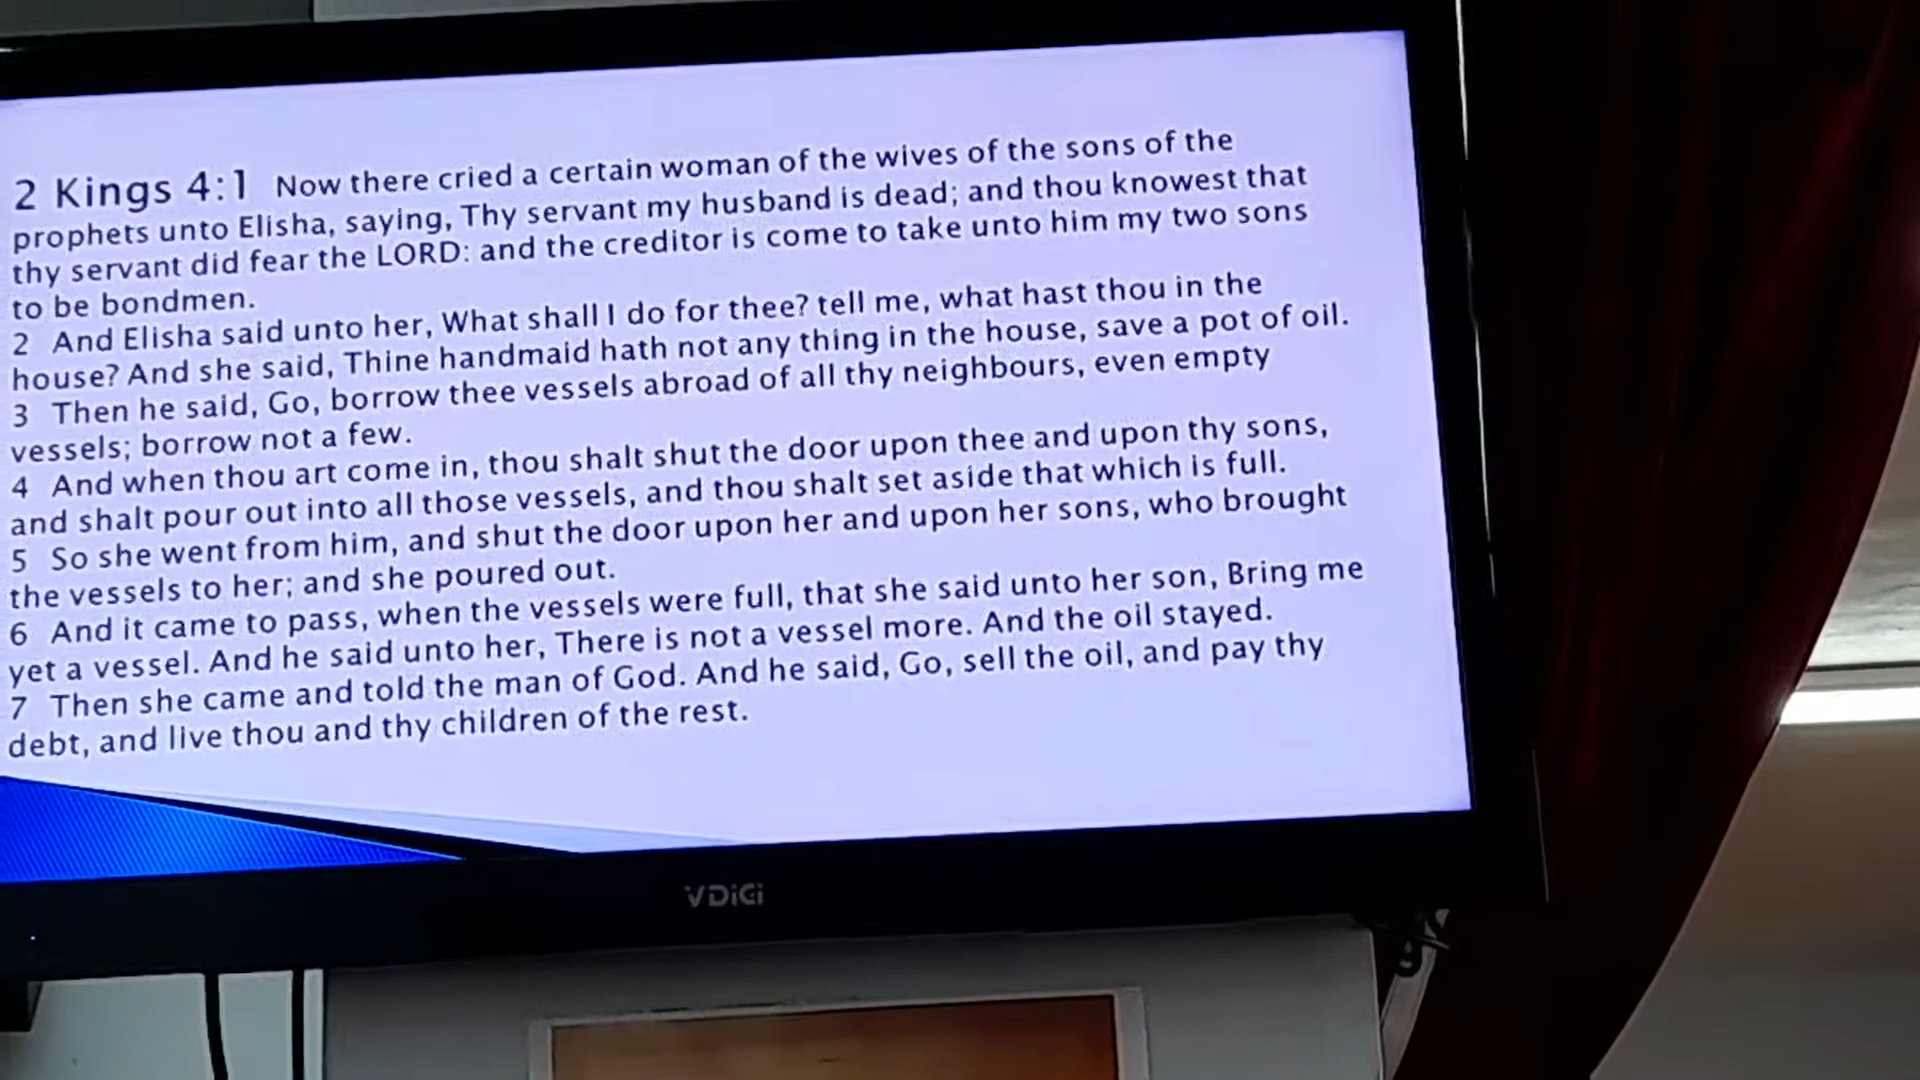 2 Kings 4:1 Now there cried a certain woman of the wives of the sons of the
prophets unto Elisha, saying, Thy servant my husband is dead; and thou knowest that
thy servant did fear the LORD: and the creditor is come to take unto him my two sons
to be bondmen.
2 And Elisha said unto her, What shall I do for thee? tell me, what hast thou in the
house? And she said, Thine handmaid hath not any thing in the house, save a pot of oil.
3 Then he said, Go, borrow thee vessels abroad of all thy neighbours, even empty
vessels; borrow not a few.
4 And when thou art come in, thou shalt shut the door upon thee and upon thy sons,
and shalt pour out into all those vessels, and thou shalt set aside that which is full.
5 So she went from him, and shut the door upon her and upon her sons, who brought
the vessels to her; and she poured out.
6 And it came to pass, when the vessels were full, that she said unto her son, Bring me
yet a vessel. And he said unto her, There is not a vessel more. And the oil stayed.
7 Then she came and told the man of God. And he said, Go, sell the oil, and pay thy
debt, and live thou and thy children of the rest.
VDiGi